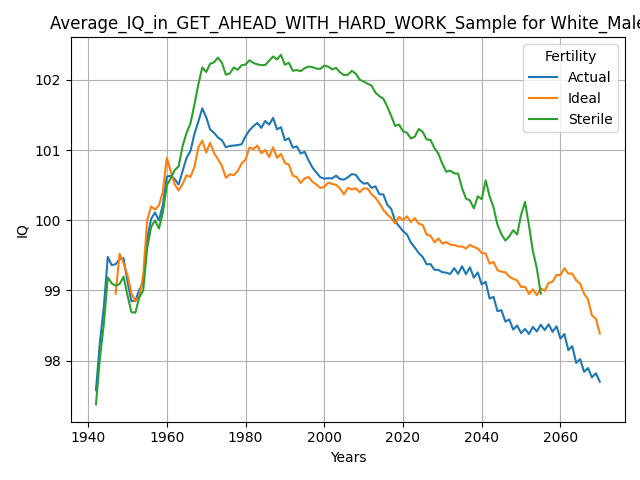 Average_IQ_in_GET_AHEAD_WITH_HARD_WORK_Sample for White_Male
Fertility
Actual
Ideal
Sterile
102
101
100
99
98
IQ
1940 1960 1980 2000 2020 2040 2060
Years